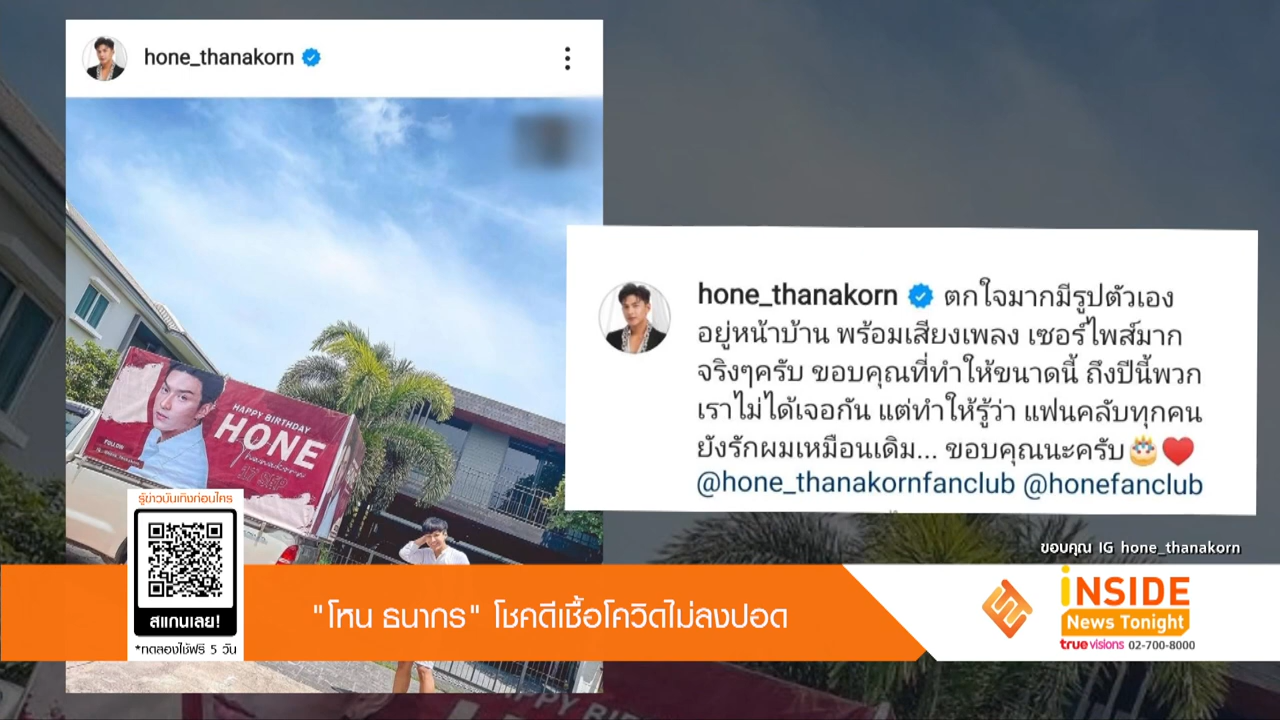 hone_thanakorn
HAPPY BIRTHDAY
HONE
Thanakorn
17 SEP
FOLLOW
hone_thanakorn ตกใจมากมีรูปตัวเอง
อยู่หน้าบ้าน พร้อมเสียงเพลง เซอร์ไพส์มาก
จริงๆครับ ขอบคุณที่ทำให้ขนาดนี้ ถึงปีนี้พวก
เราไม่ได้เจอกัน แต่ทำให้รู้ว่า แฟนคลับทุกคน
ยังรักผมเหมือนเดิม... ขอบคุณนะครับ🎂❤️
@hone_thanakornfanclub @honefanclub
ขอบคุณ IG hone_thanakorn
รู้ข่าวบันเทิงก่อนใคร
สแกนเลย!
*ทดลองใช้ฟรี 5 วัน
"โหน ธนากร" โชคดีเชื้อโควิดไม่ลงปอด
iNSIDE
News Tonight
truevisions 02-700-8000
HAPPY BIR